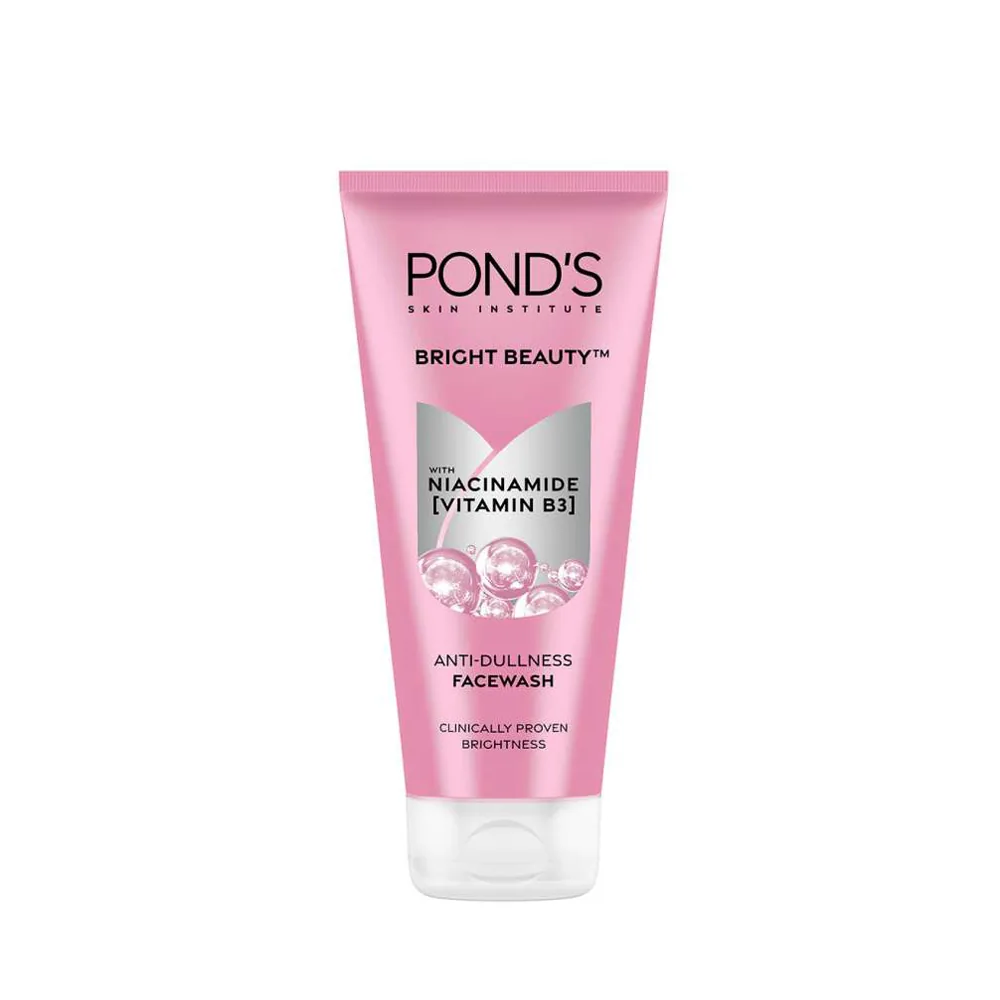 POND'S
SKIN INSTITUTE
BRIGHT BEAUTY™
WITH
NIACINAMIDE
[VITAMIN B3]
ANTI-DULLNESS
FACEWASH
CLINICALLY PROVEN
BRIGHTNESS